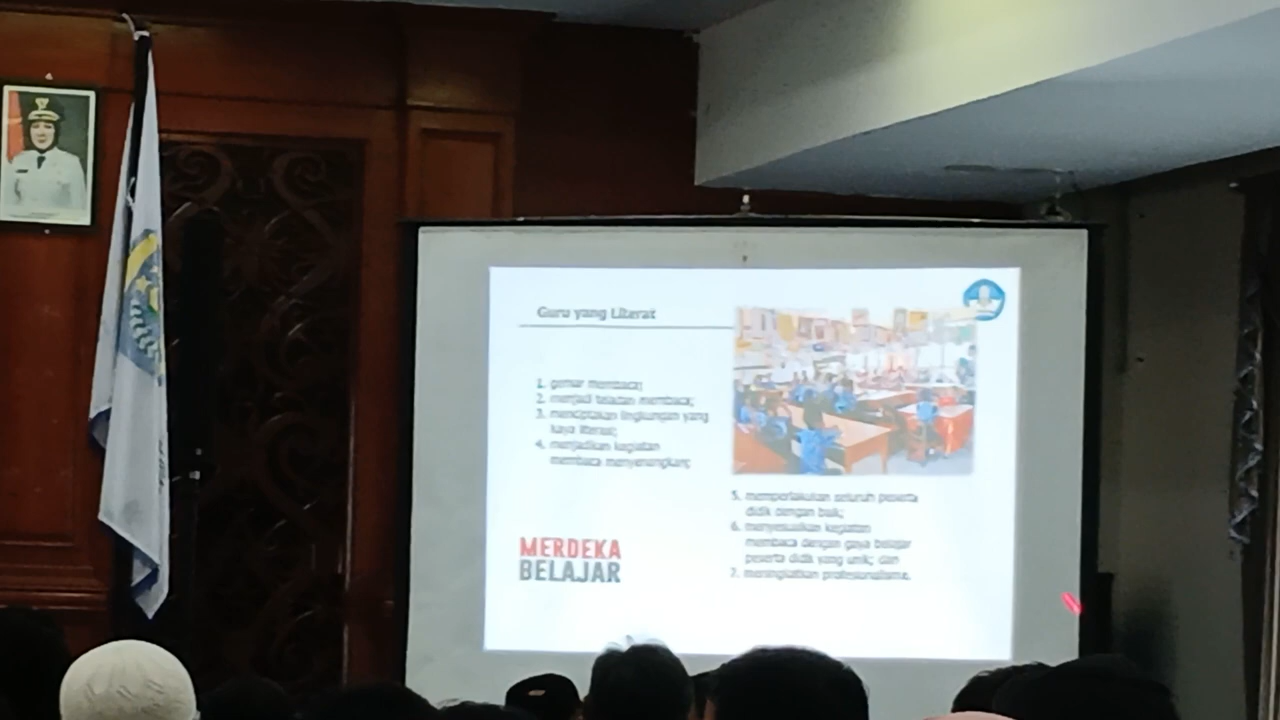 Guru yang Literat
1. gemar membaca;
2. menjadi teladan membaca;
3. menciptakan lingkungan yang
kaya literasi;
4. menjadikan kegiatan
membaca menyenangkan;
5. memperlakukan seluruh peserta
didik dengan baik;
6. menyesuaikan kegiatan
membaca dengan gaya belajar
peserta didik yang unik; dan
7. meningkatkan profesionalisme.
MERDEKA
BELAJAR